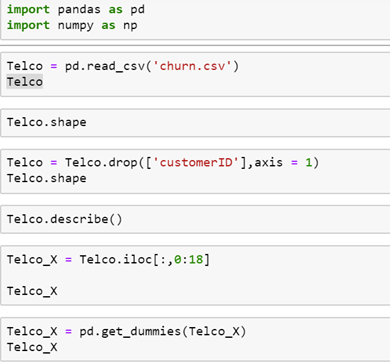 import pandas as pd
import numpy as np
Telco = pd.read_csv('churn.csv')
Telco
Telco.shape
Telco = Telco.drop(['customerID'],axis = 1)
Telco.shape
Telco.describe()
Telco_X = Telco.iloc[:,0:18]
Telco_X
Telco_X = pd.get_dummies(Telco_X)
Telco_X